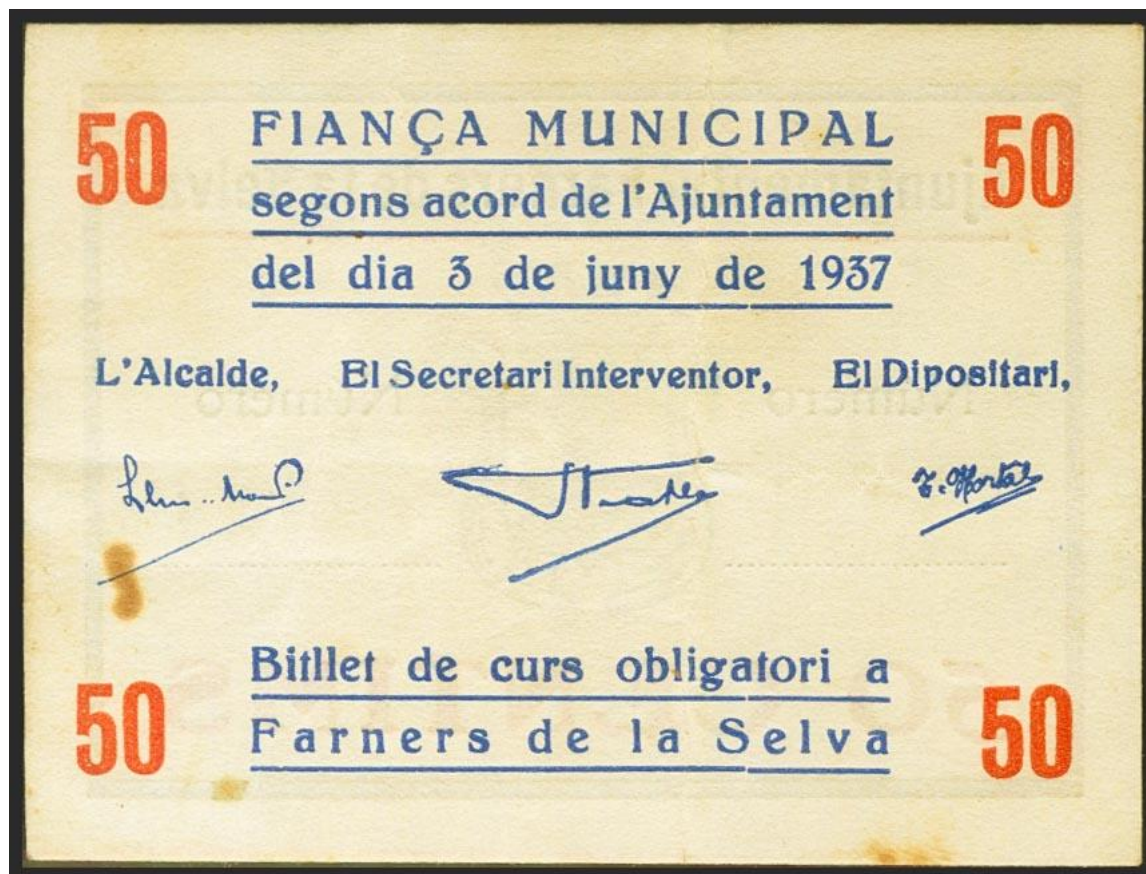 50 FIANÇA MUNICIPAL 50
segons acord de l'Ajuntament
del dia 3 de juny de 1937
L'Alcalde, El Secretari Interventor, El Dipositari,
Bitllet de curs obligatori a
50 Farners de la Selva 50